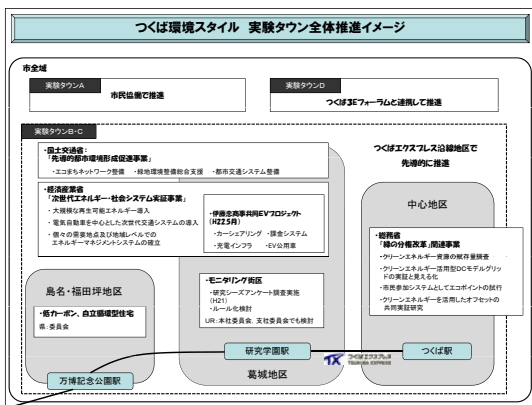 つくば環境スタイル 実験タウン全体推進イメージ
市全域
実験タウンA
市民協働で推進
実験タウンD
つくば3Eフォーラムと連携して推進
実験タウンB・C
・国土交通省：
「先導的都市環境形成促進事業」
・エコまちネットワーク整備 ・緑地環境整備総合支援 ・都市交通システム整備
つくばエクスプレス沿線地区で
先導的に推進
・経済産業省
「次世代エネルギー・社会システム実証事業」
・大規模な再生可能エネルギー導入
・電気自動車を中心とした次世代交通システムの導入
・個々の需要地点及び地域レベルでの
エネルギーマネジメントシステムの確立
・伊藤忠商事共同EVプロジェクト
（H22.5月）
・カーシェアリング ・課金システム
・充電インフラ ・EV公用車
中心地区
・総務省
「緑の分権改革」関連事業
・クリーンエネルギー資源の賦存量調査
・クリーンエネルギー活用型DCモデルグリッ
ドの実証と見える化
・市民参加システムとしてエコポイントの試行
・クリーンエネルギーを活用したオフセットの
共同実証研究
島名・福田坪地区
・低カーボン、自立循環型住宅
県：委員会
・モニタリング街区
・研究シーズアンケート調査実施
（H21）
・ルール化検討
UR：本社委員会、支社委員会でも検討
研究学園駅
TX つくばエクスプレス
TSUKUBA EXPRESS
つくば駅
葛城地区
万博記念公園駅